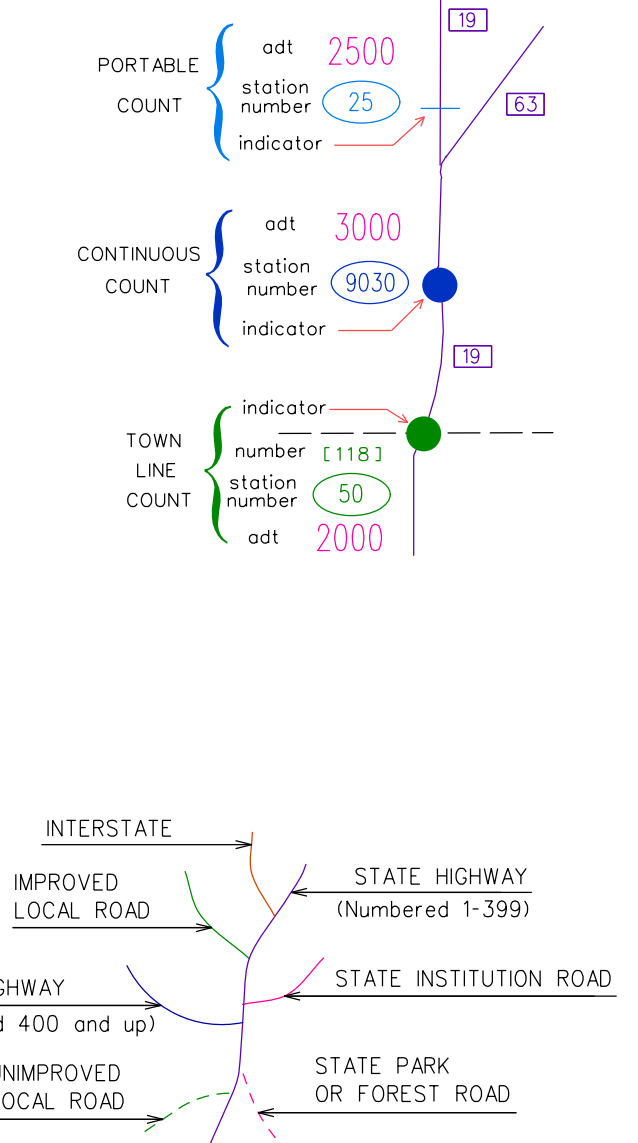 19
adt 2500
PORTABLE
COUNT
station
number 25
63
indicator
adt 3000
CONTINUOUS
COUNT
station
number 9030
indicator
19
indicator
TOWN
LINE
COUNT
number [118]
station
number 50
adt 2000
INTERSTATE
IMPROVED
LOCAL ROAD
STATE HIGHWAY
(Numbered 1-399)
STATE INSTITUTION ROAD
400 and up)
STATE PARK
OR FOREST ROAD
ROAD